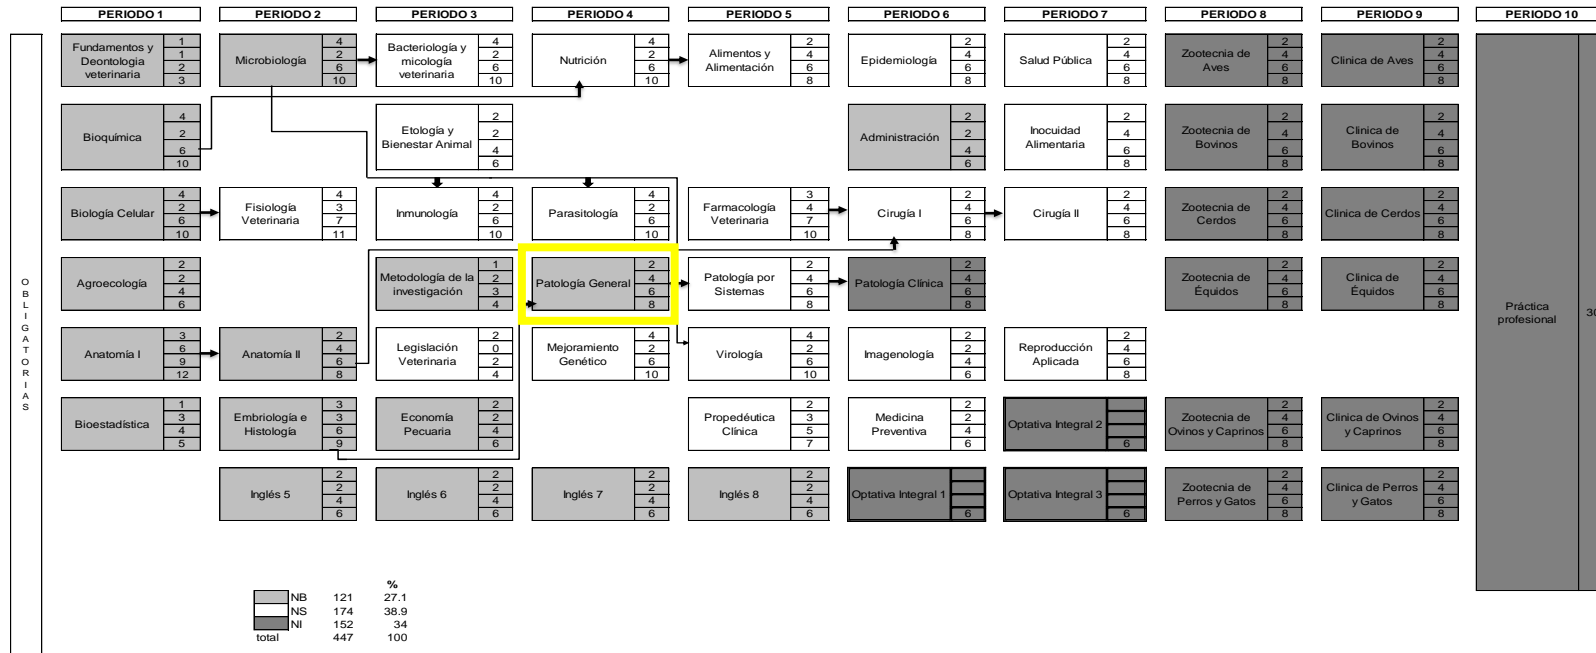 PERIODO 1 PERIODO 2 PERIODO 3 PERIODO 4 PERIODO 5 PERIODO 6 PERIODO 7 PERIODO 8 PERIODO 9 PERIODO 10
OBLIGATORIAS
Fundamentos y
Deontologia
veterinaria
1
1
2
3
Microbiología
4
2
6
10
Bacteriología y
micología
veterinaria
4
2
6
10
Nutrición
4
2
6
10
Alimentos y
Alimentación
2
4
6
8
Epidemiología
2
4
6
8
Salud Pública
2
4
6
8
Zootecnia de
Aves
2
4
6
8
Clinica de Aves
2
4
6
8
Bioquímica
4
2
6
10
Etología y
Bienestar Animal
2
2
4
6
Administración
2
2
4
6
Inocuidad
Alimentaria
2
4
6
8
Zootecnia de
Bovinos
2
4
6
8
Clinica de
Bovinos
2
4
6
8
Biología Celular
4
2
6
10
Fisiología
Veterinaria
4
3
7
11
Inmunología
4
2
6
10
Parasitología
4
2
6
10
Farmacología
Veterinaria
3
4
7
10
Cirugía I
2
4
6
8
Cirugía II
2
4
6
8
Zootecnia de
Cerdos
2
4
6
8
Clinica de Cerdos
2
4
6
8
Agroecología
2
2
4
6
Metodología de la
investigación
1
2
3
4
Patología General
2
4
6
8
Patología por
Sistemas
2
4
6
8
Patología Clínica
2
4
6
8
Zootecnia de
Équidos
2
4
6
8
Clinica de
Équidos
2
4
6
8
Práctica
profesional
30
Anatomía I
3
6
9
12
Anatomía II
2
4
6
8
Legislación
Veterinaria
2
0
2
4
Mejoramiento
Genético
4
2
6
10
Virología
4
2
6
10
Imagenología
2
2
4
6
Reproducción
Aplicada
2
4
6
8
Bioestadística
1
3
4
5
Embriología e
Histología
3
3
6
9
Economía
Pecuaria
2
2
4
6
Propedéutica
Clínica
2
3
5
7
Medicina
Preventiva
2
2
4
6
Optativa Integral 2
6
Zootecnia de
Ovinos y Caprinos
2
4
6
8
Clinica de Ovinos
y Caprinos
2
4
6
8
Inglés 5
2
2
4
6
Inglés 6
2
2
4
6
Inglés 7
2
2
4
6
Inglés 8
2
2
4
6
Optativa Integral 1
6
Optativa Integral 3
6
Zootecnia de
Perros y Gatos
2
4
6
8
Clinica de Perros
y Gatos
2
4
6
8
%
NB 121 27.1
NS 174 38.9
NI 152 34
total 447 100